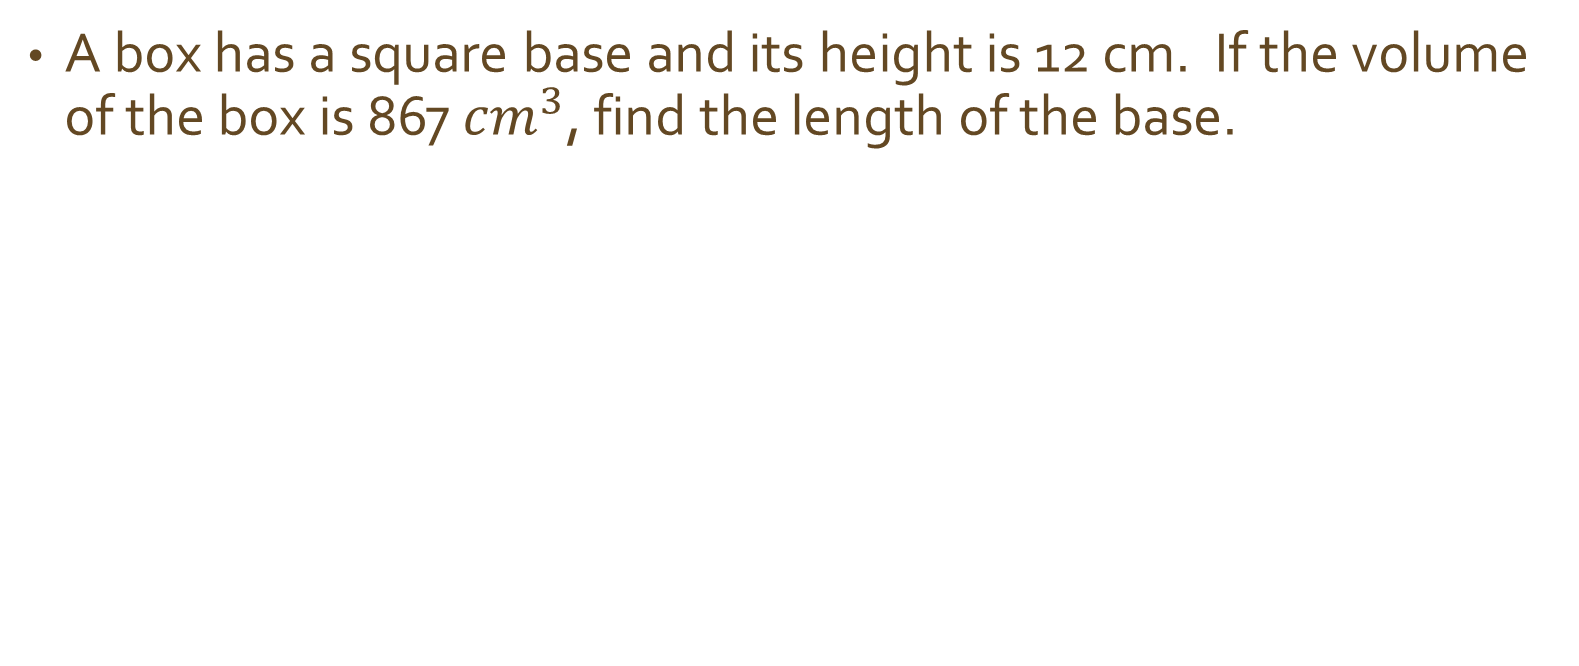 • A box has a square base and its height is 12 cm.  If the volume
of the box is 867 cm³, find the length of the base.